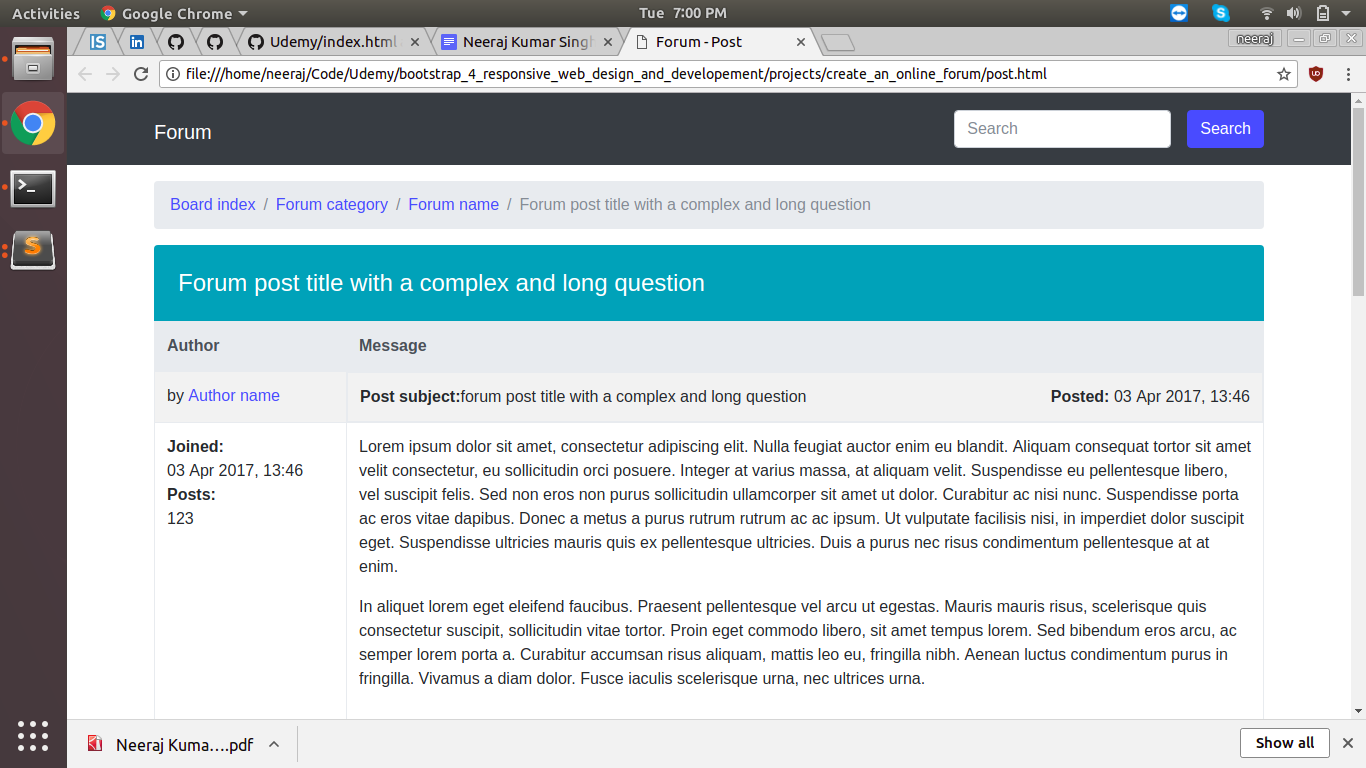 Activities Google Chrome Tue 7:00 PM
IS in Udemy/index.html Neeraj Kumar Singh Forum - Post neeraj
file:///home/neeraj/Code/Udemy/bootstrap_4_responsive_web_design_and_developement/projects/create_an_online_forum/post.html
Forum Search Search
Board index / Forum category / Forum name / Forum post title with a complex and long question
Forum post title with a complex and long question
Author Message
by Author name Post subject:forum post title with a complex and long question Posted: 03 Apr 2017, 13:46
Joined:
03 Apr 2017, 13:46
Posts:
123
Lorem ipsum dolor sit amet, consectetur adipiscing elit. Nulla feugiat auctor enim eu blandit. Aliquam consequat tortor sit amet
velit consectetur, eu sollicitudin orci posuere. Integer at varius massa, at aliquam velit. Suspendisse eu pellentesque libero,
vel suscipit felis. Sed non eros non purus sollicitudin ullamcorper sit amet ut dolor. Curabitur ac nisi nunc. Suspendisse porta
ac eros vitae dapibus. Donec a metus a purus rutrum rutrum ac ac ipsum. Ut vulputate facilisis nisi, in imperdiet dolor suscipit
eget. Suspendisse ultricies mauris quis ex pellentesque ultricies. Duis a purus nec risus condimentum pellentesque at at
enim.
In aliquet lorem eget eleifend faucibus. Praesent pellentesque vel arcu ut egestas. Mauris mauris risus, scelerisque quis
consectetur suscipit, sollicitudin vitae tortor. Proin eget commodo libero, sit amet tempus lorem. Sed bibendum eros arcu, ac
semper lorem porta a. Curabitur accumsan risus aliquam, mattis leo eu, fringilla nibh. Aenean luctus condimentum purus in
fringilla. Vivamus a diam dolor. Fusce iaculis scelerisque urna, nec ultrices urna.
Neeraj Kuma....pdf Show all